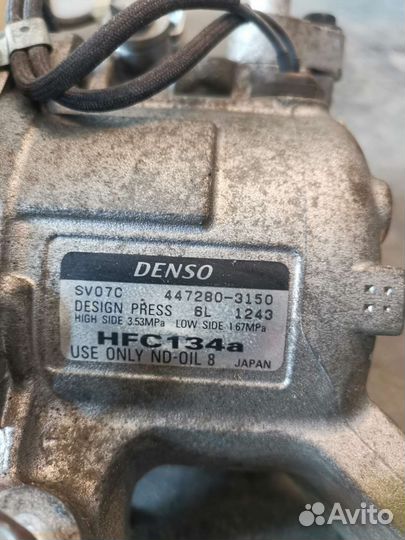 DENSO
SV07C 447280-3150
DESIGN PRESS 6L 1243
HIGH SIDE 3.53MPa LOW SIDE 1.67MPa
HFC134a
USE ONLY ND-OIL 8 JAPAN
Avito